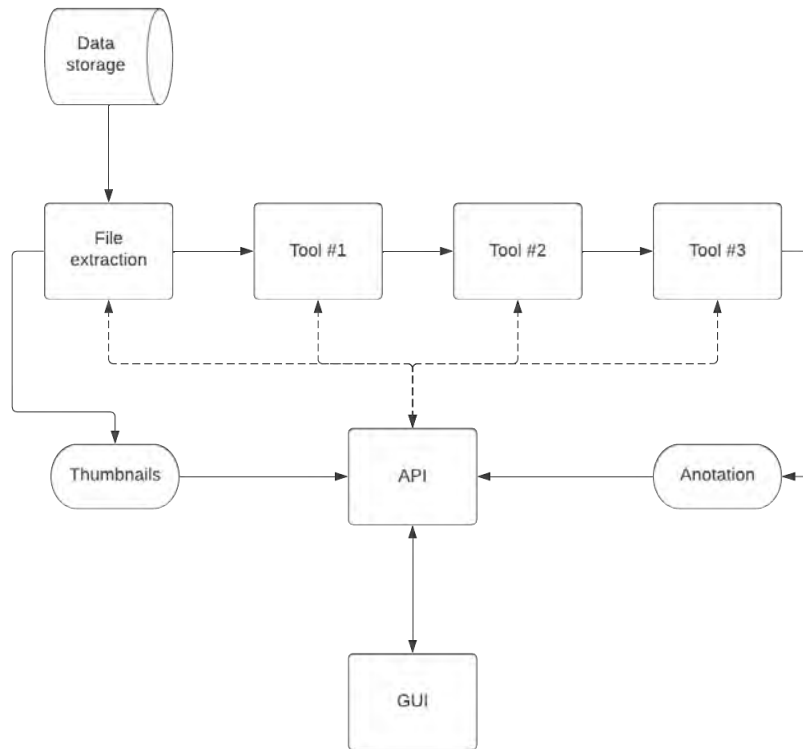 Data
storage
File
extraction
Tool #1
Tool #2
Tool #3
Thumbnails
API
Anotation
GUI